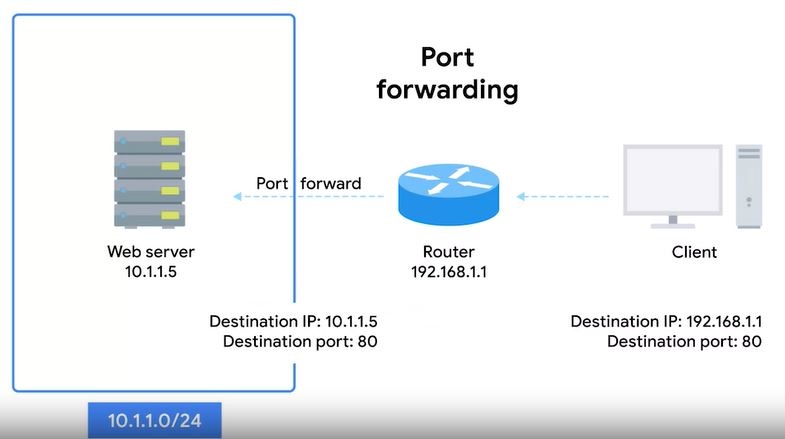 Port
forwarding
Port forward
Web server
10.1.1.5
Router
192.168.1.1
Client
Destination IP: 10.1.1.5
Destination port: 80
Destination IP: 192.168.1.1
Destination port: 80
10.1.1.0/24